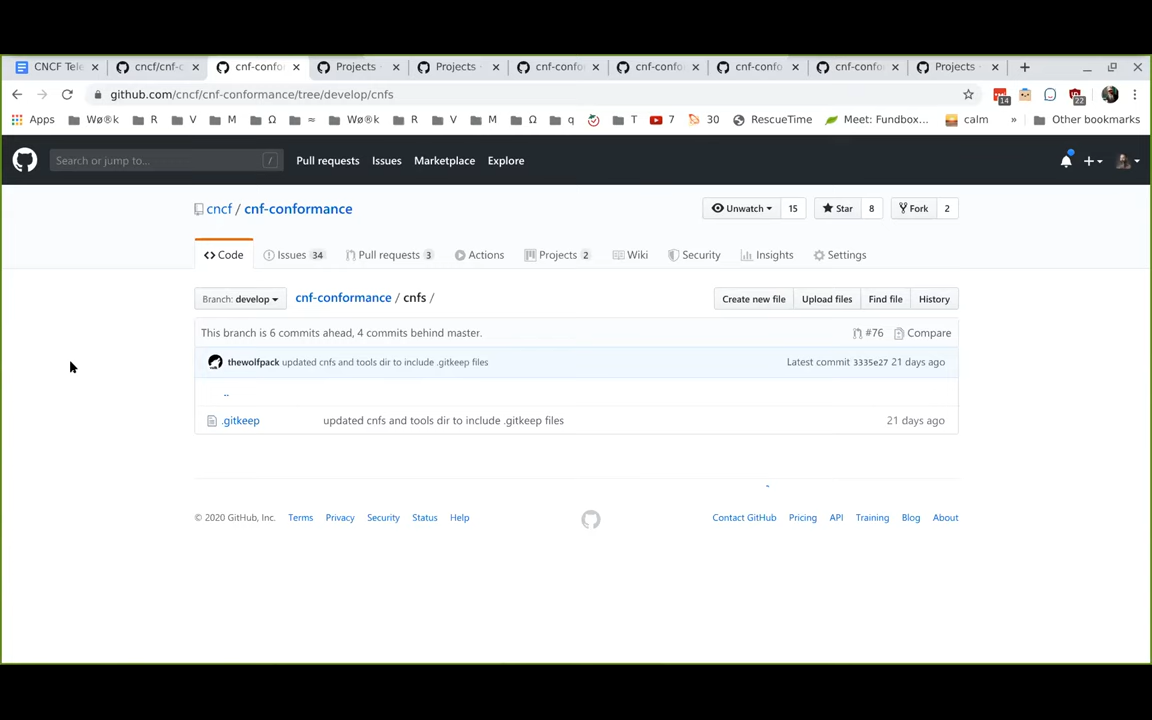 CNCF Tele
cncf/cnf-c
cnf-confo
Projects
Projects
cnf-confo
cnf-confo
cnf-confo
cnf-confo
Projects
github.com/cncf/cnf-conformance/tree/develop/cnfs
14
22
Apps Wø®k R V M Ω ≈ Wø®k R V M Ω q T 7 30 RescueTime Meet: Fundbox... calm » Other bookmarks
Search or jump to... /
Pull requests Issues Marketplace Explore
cncf / cnf-conformance
Unwatch 15 Star 8 Fork 2
Code Issues 34 Pull requests 3 Actions Projects 2 Wiki Security Insights Settings
Branch: develop cnf-conformance / cnfs /
Create new file Upload files Find file History
This branch is 6 commits ahead, 4 commits behind master. #76 Compare
thewolfpack updated cnfs and tools dir to include .gitkeep files Latest commit 3335e27 21 days ago
..
.gitkeep updated cnfs and tools dir to include .gitkeep files 21 days ago
© 2020 GitHub, Inc. Terms Privacy Security Status Help Contact GitHub Pricing API Training Blog About